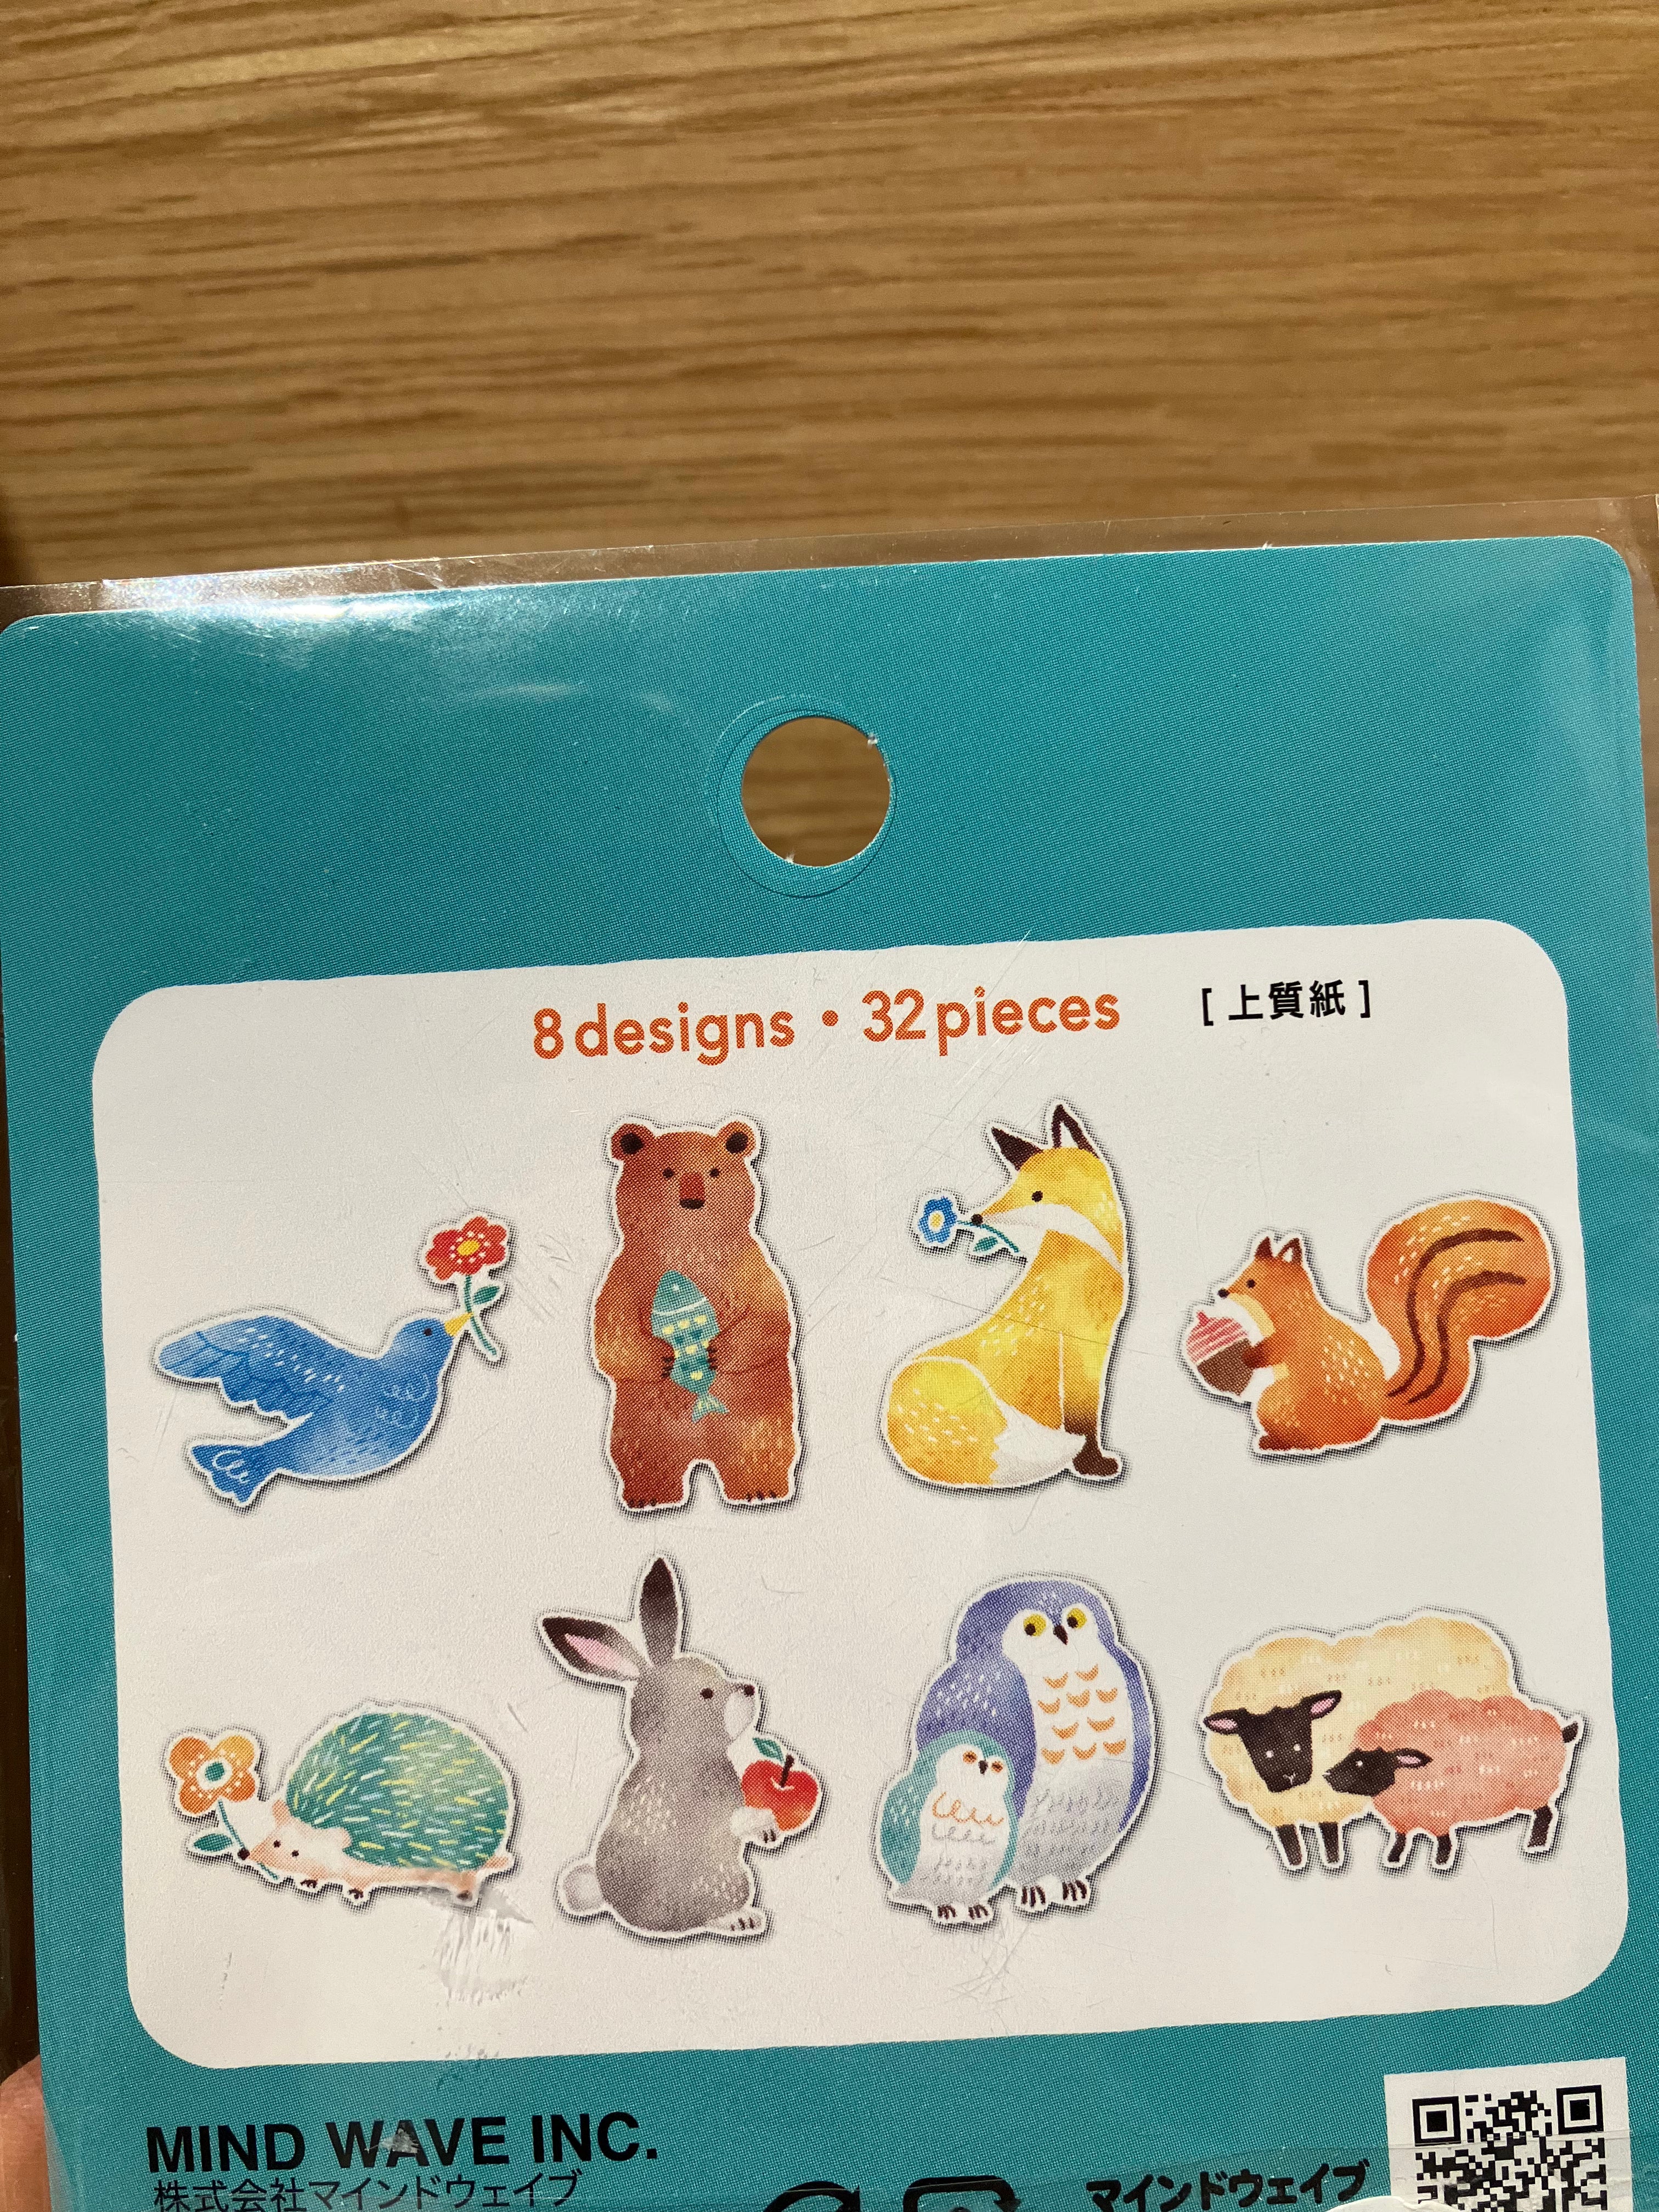 8 designs・32 pieces [ 上質紙 ]
MIND WAVE INC.
株式会社マインドウェイブ
マインドウェイブ